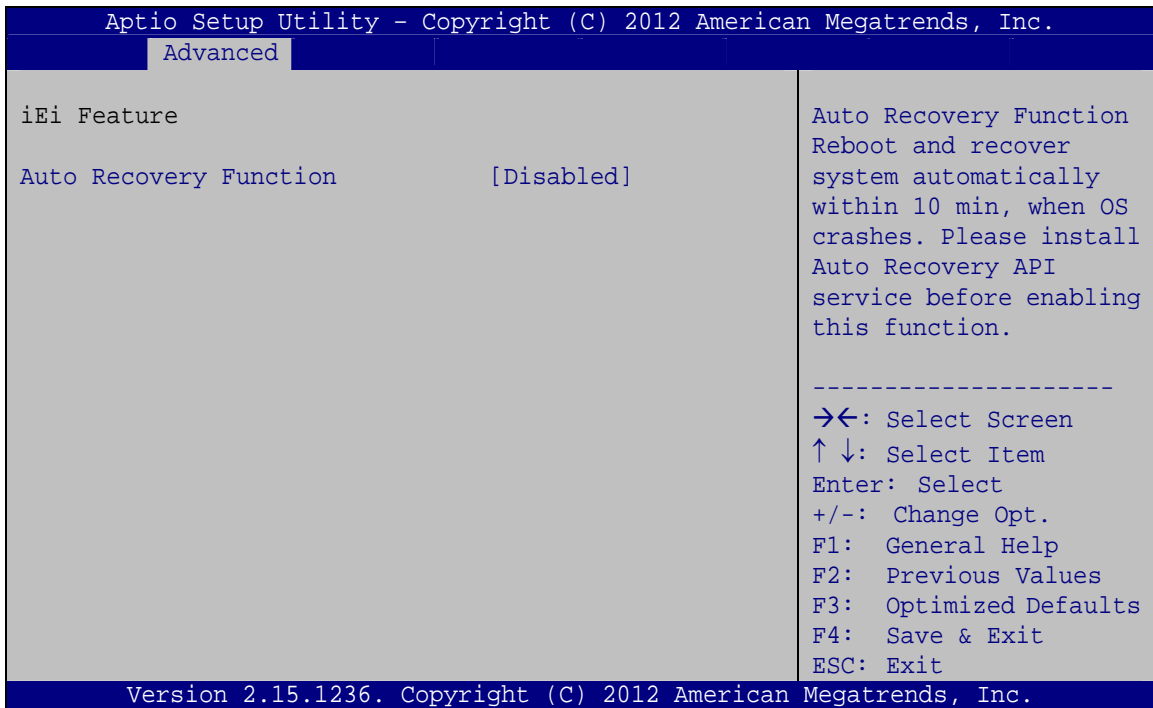 Aptio Setup Utility – Copyright (C) 2012 American Megatrends, Inc.
Advanced
iEi Feature
Auto Recovery Function [Disabled]
Auto Recovery Function
Reboot and recover
system automatically
within 10 min, when OS
crashes. Please install
Auto Recovery API
service before enabling
this function.
---------------------
→←: Select Screen
↑ ↓: Select Item
Enter: Select
+/-: Change Opt.
F1: General Help
F2: Previous Values
F3: Optimized Defaults
F4: Save & Exit
ESC: Exit
Version 2.15.1236. Copyright (C) 2012 American Megatrends, Inc.